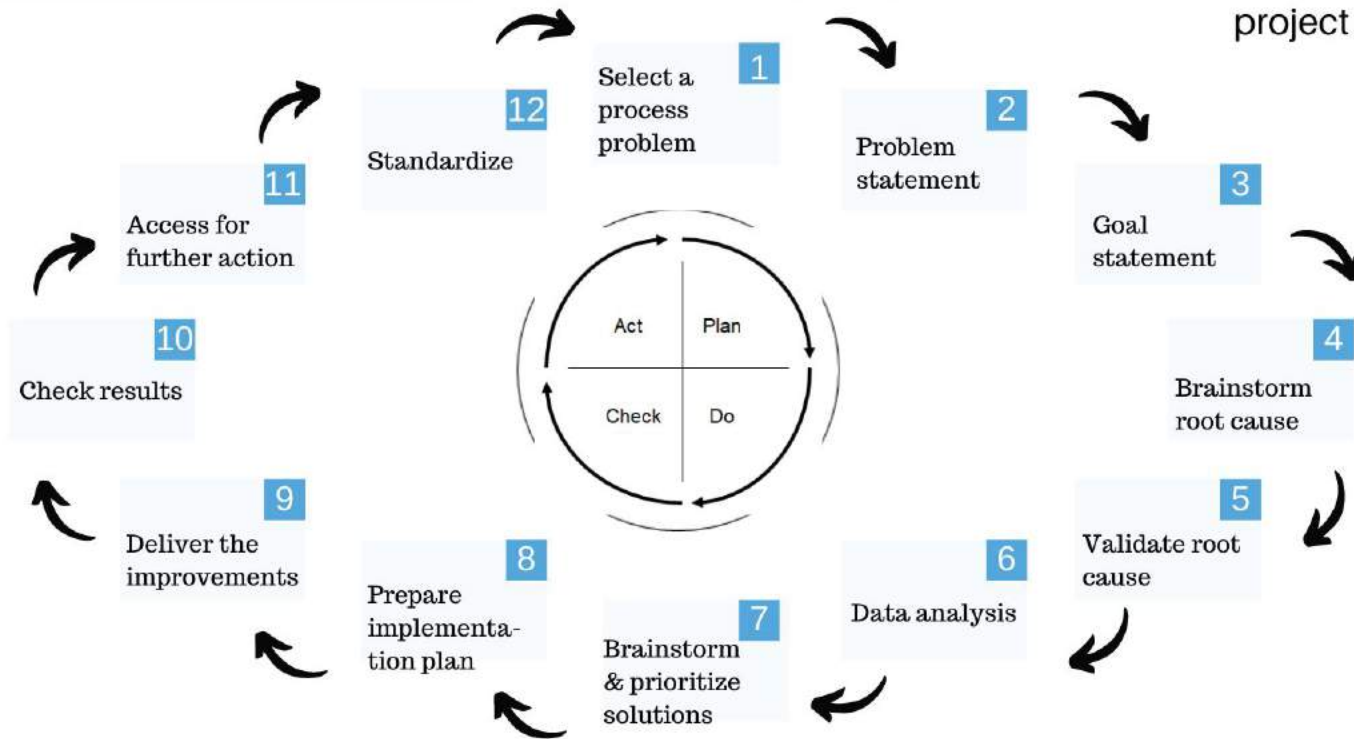 project
1
Select a
process
problem
2
Problem
statement
3
Goal
statement
4
Brainstorm
root cause
5
Validate root
cause
6
Data analysis
7
Brainstorm
& prioritize
solutions
8
Prepare
implementa-
tion plan
9
Deliver the
improvements
10
Check results
11
Access for
further action
12
Standardize
Act
Plan
Check
Do